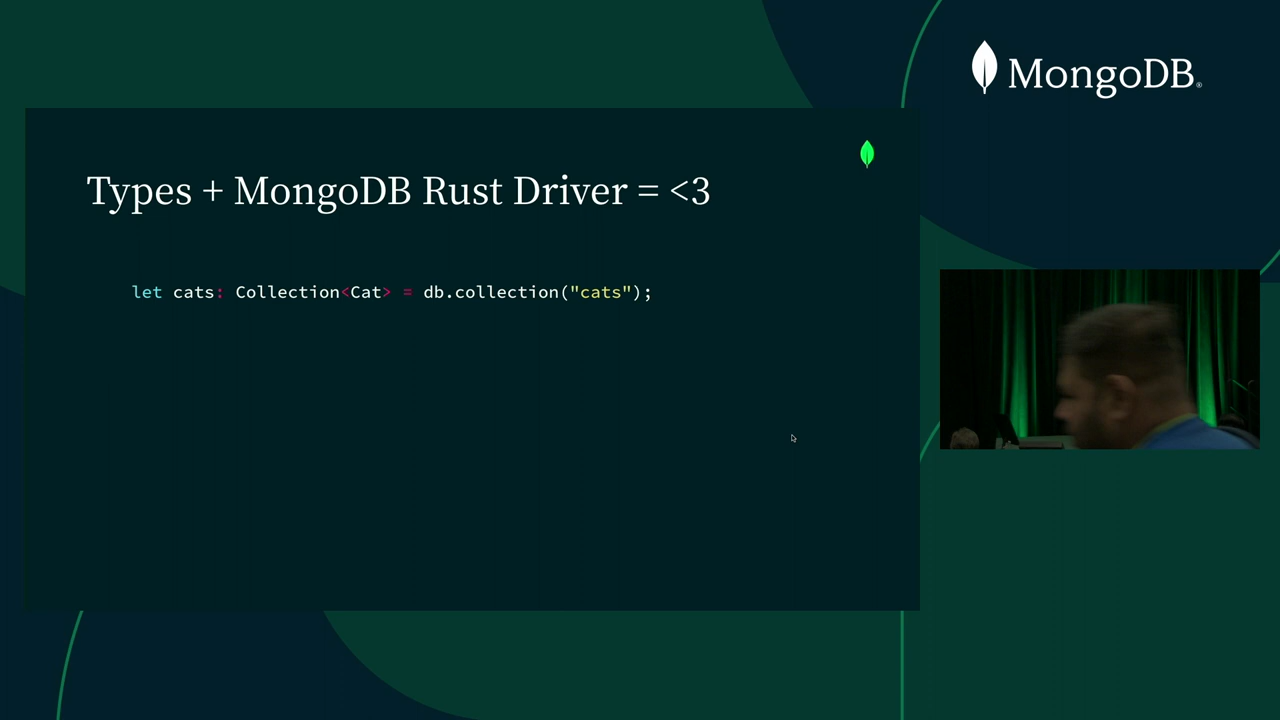 MongoDB®
Types + MongoDB Rust Driver = <3
let cats: Collection<Cat> = db.collection("cats");